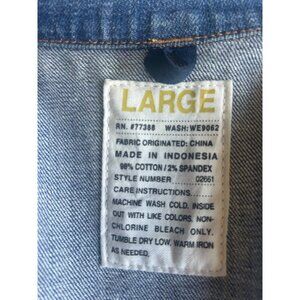 LARGE
RN. #77388 WASH: WE9062
FABRIC ORIGINATED: CHINA
MADE IN INDONESIA
98% COTTON / 2% SPANDEX
STYLE NUMBER 02661
CARE INSTRUCTIONS..........
MACHINE WASH COLD. INSIDE
OUT WITH LIKE COLORS. NON-
CHLORINE BLEACH ONLY.
TUMBLE DRY LOW, WARM IRON
AS NEEDED.